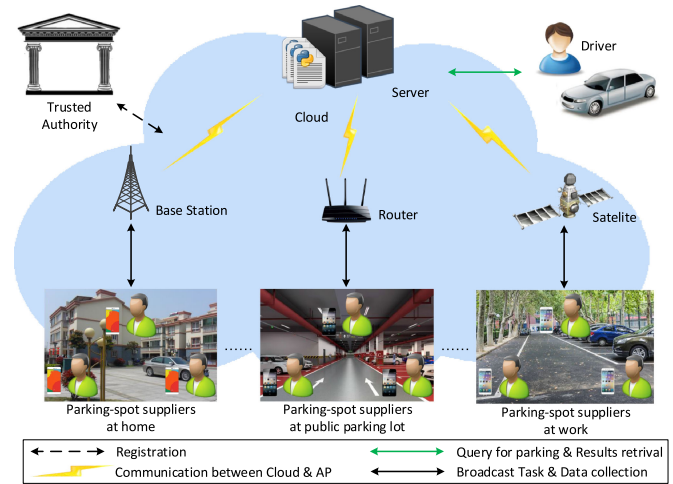 Trusted
Authority
Cloud
Server
Driver
Base Station
Router
Satelite
......
......
Parking-spot suppliers
at home
Parking-spot suppliers
at public parking lot
Parking-spot suppliers
at work
Registration
Query for parking & Results retrival
Communication between Cloud & AP
Broadcast Task & Data collection